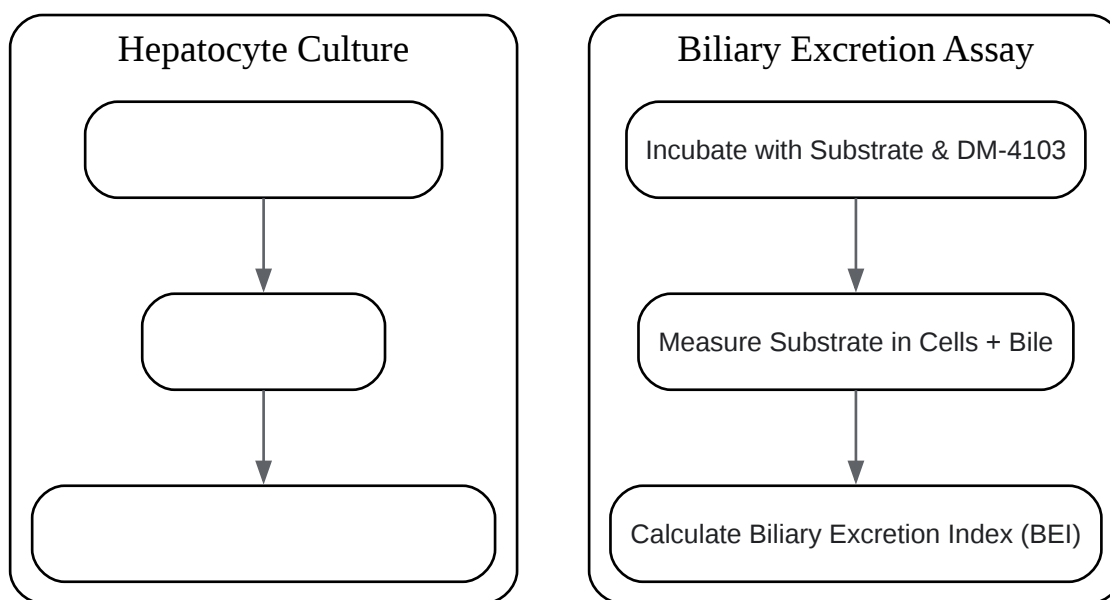 Hepatocyte Culture
Biliary Excretion Assay
Incubate with Substrate & DM-4103
Measure Substrate in Cells + Bile
Calculate Biliary Excretion Index (BEI)